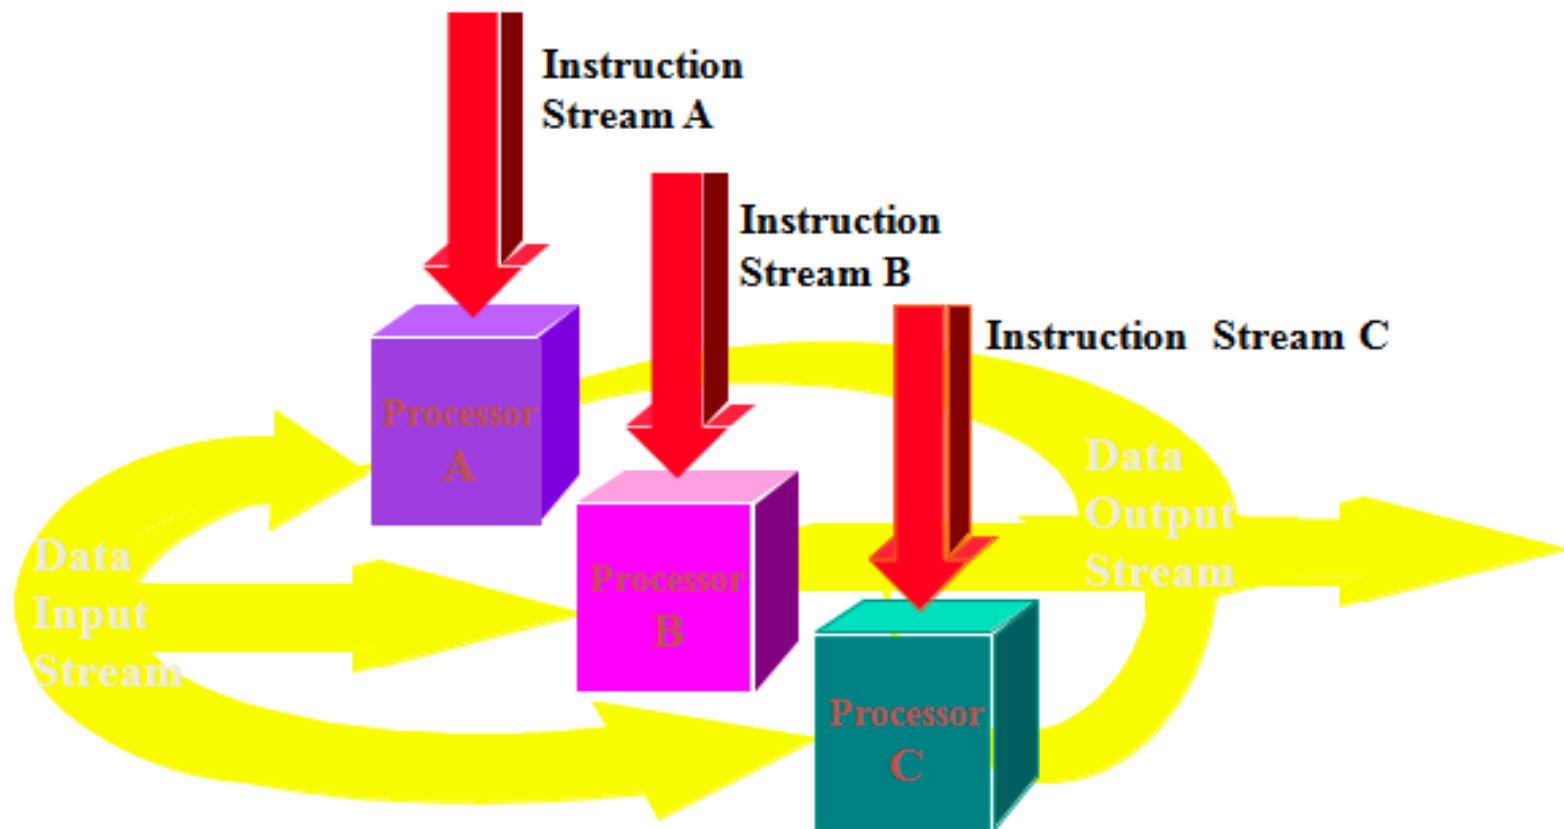 Instruction
Stream A
Instruction
Stream B
Instruction Stream C
Processor
A
Data
Output
Stream
Data
Input
Stream
Processor
B
Processor
C